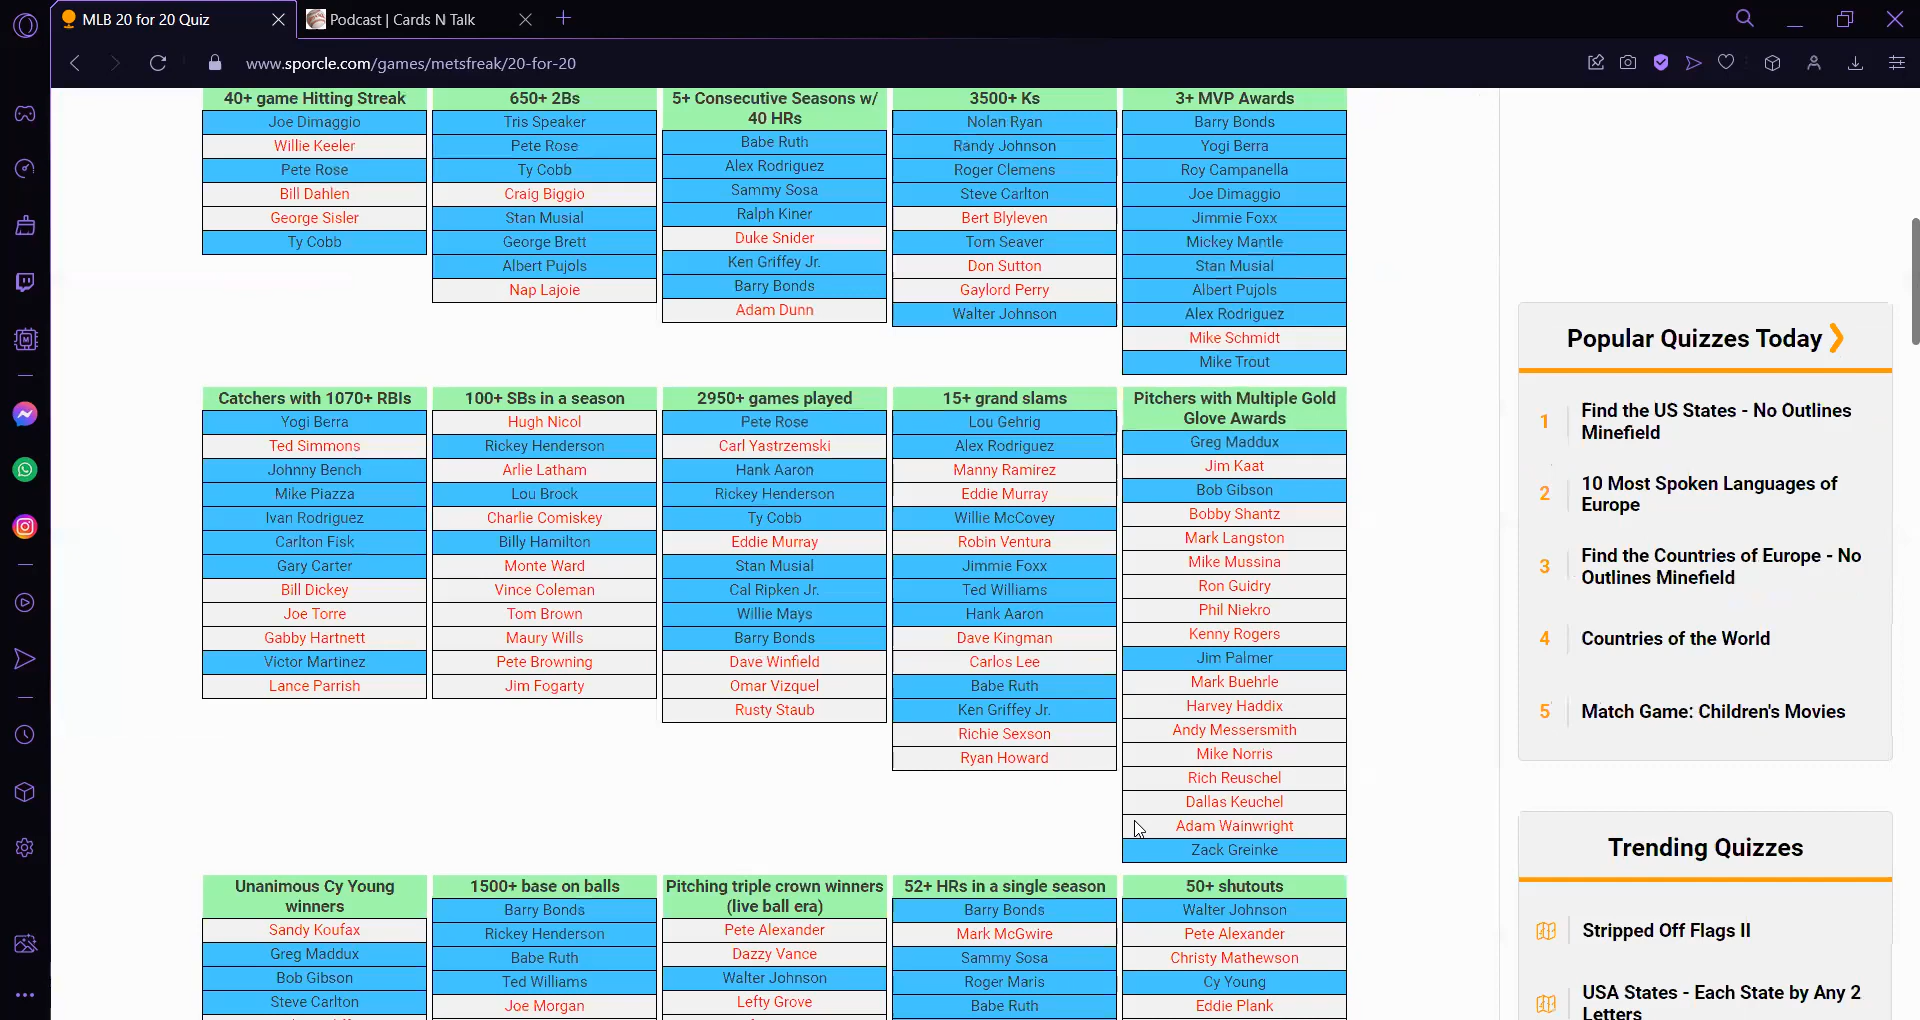 MLB 20 for 20 Quiz
Podcast | Cards N Talk
www.sporcle.com/games/metsfreak/20-for-20
40+ game Hitting Streak
Joe Dimaggio
Willie Keeler
Pete Rose
Bill Dahlen
George Sisler
Ty Cobb
650+ 2Bs
Tris Speaker
Pete Rose
Ty Cobb
Craig Biggio
Stan Musial
George Brett
Albert Pujols
Nap Lajoie
5+ Consecutive Seasons w/
40 HRs
Babe Ruth
Alex Rodriguez
Sammy Sosa
Ralph Kiner
Duke Snider
Ken Griffey Jr.
Barry Bonds
Adam Dunn
3500+ Ks
Nolan Ryan
Randy Johnson
Roger Clemens
Steve Carlton
Bert Blyleven
Tom Seaver
Don Sutton
Gaylord Perry
Walter Johnson
3+ MVP Awards
Barry Bonds
Yogi Berra
Roy Campanella
Joe Dimaggio
Jimmie Foxx
Mickey Mantle
Stan Musial
Albert Pujols
Alex Rodriguez
Mike Schmidt
Mike Trout
Catchers with 1070+ RBIs
Yogi Berra
Ted Simmons
Johnny Bench
Mike Piazza
Ivan Rodriguez
Carlton Fisk
Gary Carter
Bill Dickey
Joe Torre
Gabby Hartnett
Victor Martinez
Lance Parrish
100+ SBs in a season
Hugh Nicol
Rickey Henderson
Arlie Latham
Lou Brock
Charlie Comiskey
Billy Hamilton
Monte Ward
Vince Coleman
Tom Brown
Maury Wills
Pete Browning
Jim Fogarty
2950+ games played
Pete Rose
Carl Yastrzemski
Hank Aaron
Rickey Henderson
Ty Cobb
Eddie Murray
Stan Musial
Cal Ripken Jr.
Willie Mays
Barry Bonds
Dave Winfield
Omar Vizquel
Rusty Staub
15+ grand slams
Lou Gehrig
Alex Rodriguez
Manny Ramirez
Eddie Murray
Willie McCovey
Robin Ventura
Jimmie Foxx
Ted Williams
Hank Aaron
Dave Kingman
Carlos Lee
Babe Ruth
Ken Griffey Jr.
Richie Sexson
Ryan Howard
Pitchers with Multiple Gold
Glove Awards
Greg Maddux
Jim Kaat
Bob Gibson
Bobby Shantz
Mark Langston
Mike Mussina
Ron Guidry
Phil Niekro
Kenny Rogers
Jim Palmer
Mark Buehrle
Harvey Haddix
Andy Messersmith
Mike Norris
Rich Reuschel
Dallas Keuchel
Adam Wainwright
Zack Greinke
Unanimous Cy Young
winners
Sandy Koufax
Greg Maddux
Bob Gibson
Steve Carlton
1500+ base on balls
Barry Bonds
Rickey Henderson
Babe Ruth
Ted Williams
Joe Morgan
Pitching triple crown winners
(live ball era)
Pete Alexander
Dazzy Vance
Walter Johnson
Lefty Grove
52+ HRs in a single season
Barry Bonds
Mark McGwire
Sammy Sosa
Roger Maris
Babe Ruth
50+ shutouts
Walter Johnson
Pete Alexander
Christy Mathewson
Cy Young
Eddie Plank
Popular Quizzes Today
1 Find the US States - No Outlines
Minefield
2 10 Most Spoken Languages of
Europe
3 Find the Countries of Europe - No
Outlines Minefield
4 Countries of the World
5 Match Game: Children's Movies
Trending Quizzes
Stripped Off Flags II
USA States - Each State by Any 2
Letters